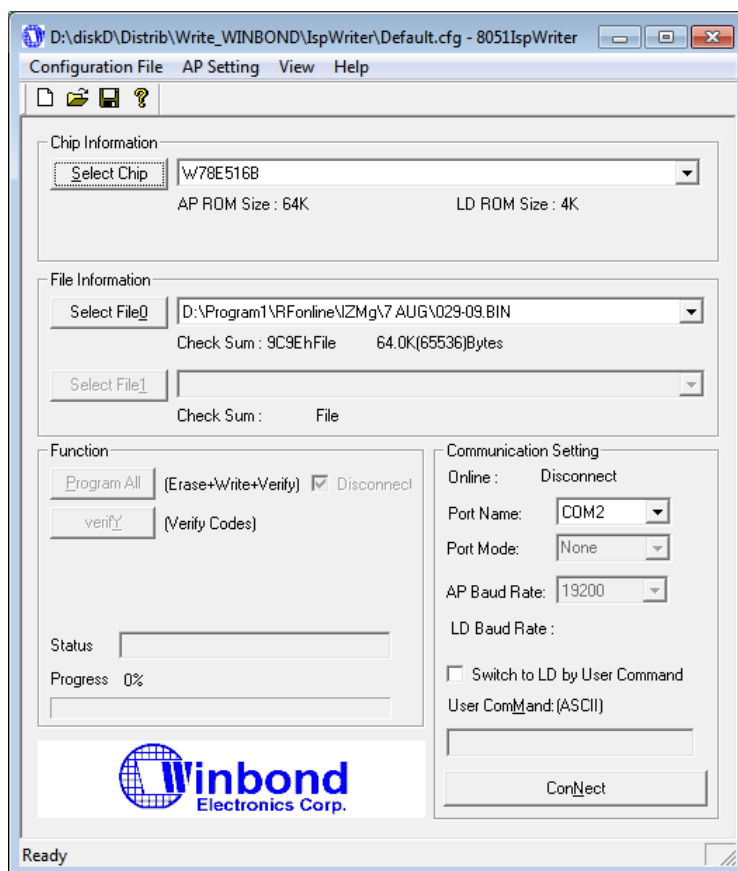 D:\diskD\Distrib\Write_WINBOND\IspWriter\Default.cfg - 8051IspWriter
Configuration File AP Setting View Help
Chip Information
Select Chip W78E516B
AP ROM Size : 64K LD ROM Size : 4K
File Information
Select File0 D:\Program1\RFonline\IZMg\7 AUG\029-09.BIN
Check Sum : 9C9EhFile 64.0K(65536)Bytes
Select File1
Check Sum : File
Function
Program All (Erase+Write+Verify) Disconnect
verifY (Verify Codes)
Status
Progress 0%
Communication Setting
Online : Disconnect
Port Name: COM2
Port Mode: None
AP Baud Rate: 19200
LD Baud Rate :
Switch to LD by User Command
User ComMand:(ASCII)
ConNect
Winbond
Electronics Corp.
Ready